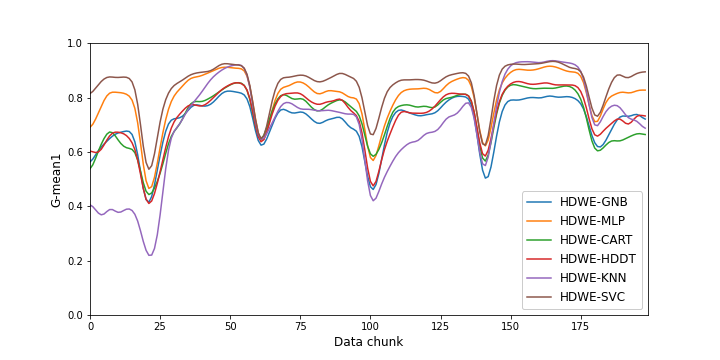 1.0
0.8
0.6
0.4
0.2
0.0
G-mean1
0
25
50
75
100
125
150
175
Data chunk
HDWE-GNB
HDWE-MLP
HDWE-CART
HDWE-HDDT
HDWE-KNN
HDWE-SVC